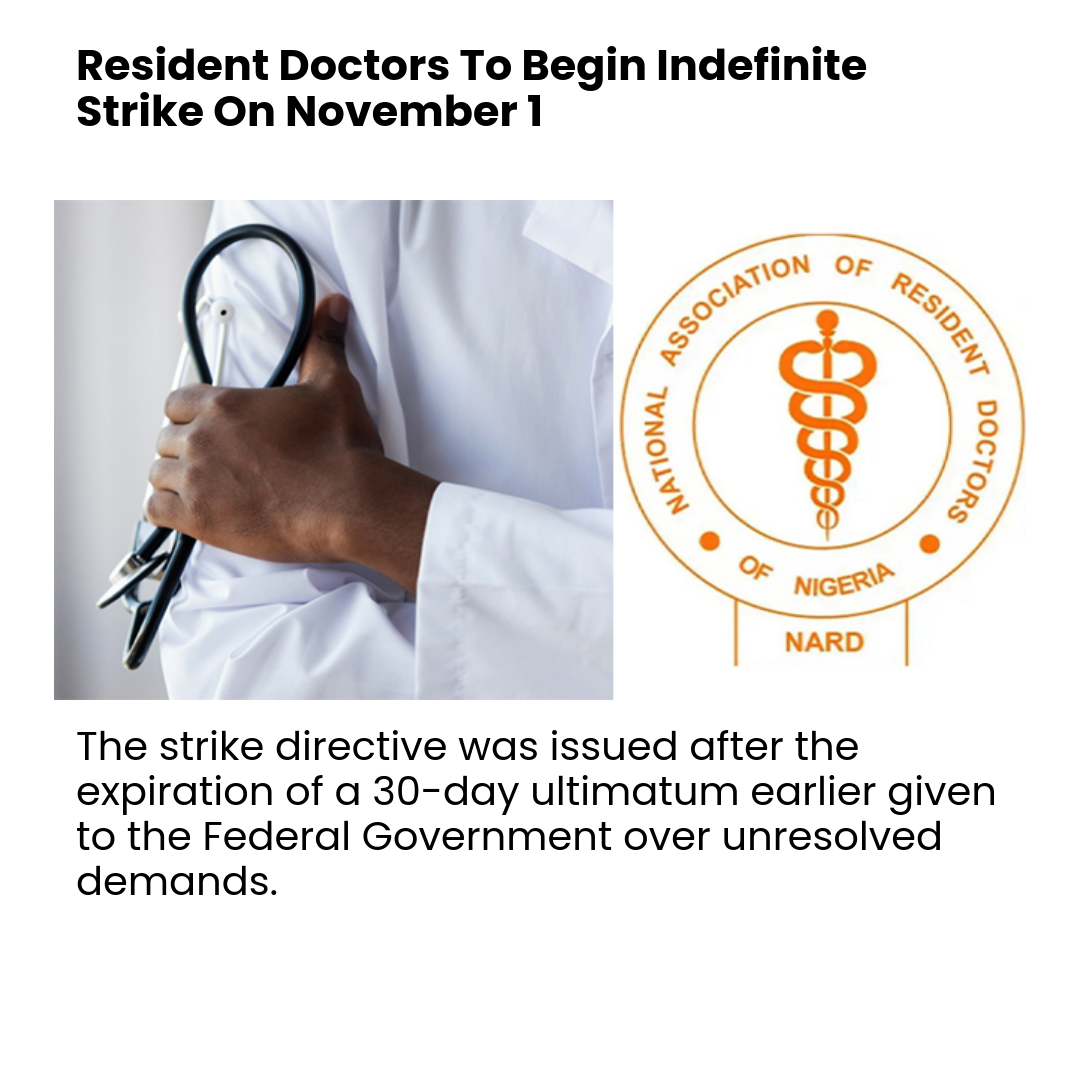 Resident Doctors To Begin Indefinite
Strike On November 1
NATIONAL ASSOCIATION OF RESIDENT DOCTORS
OF NIGERIA
NARD
The strike directive was issued after the
expiration of a 30-day ultimatum earlier given
to the Federal Government over unresolved
demands.